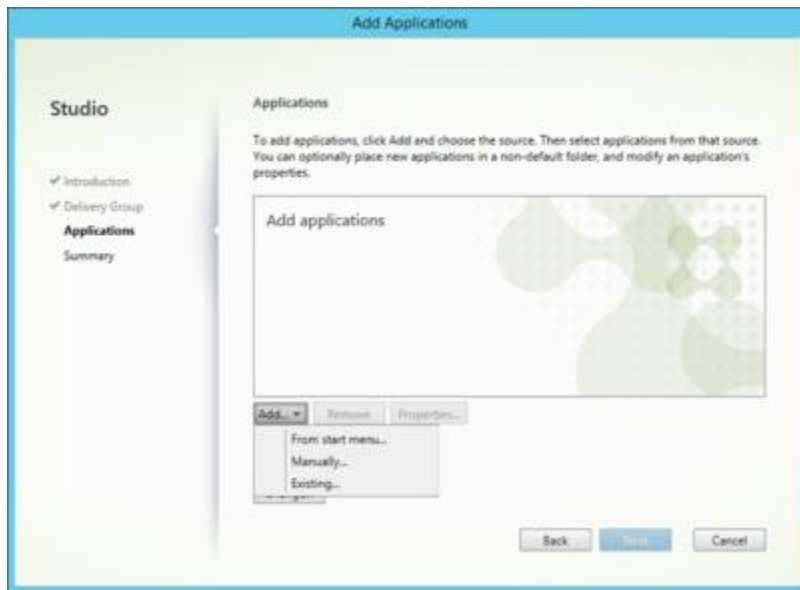 Add Applications
Studio
Introduction
Delivery Group
Applications
Summary
Applications
To add applications, click Add and choose the source. Then select applications from that source.
You can optionally place new applications in a non-default folder, and modify an application's
properties.
Add applications
Add...
Remove
Properties...
From start menu...
Manually...
Existing...
Back
Next
Cancel